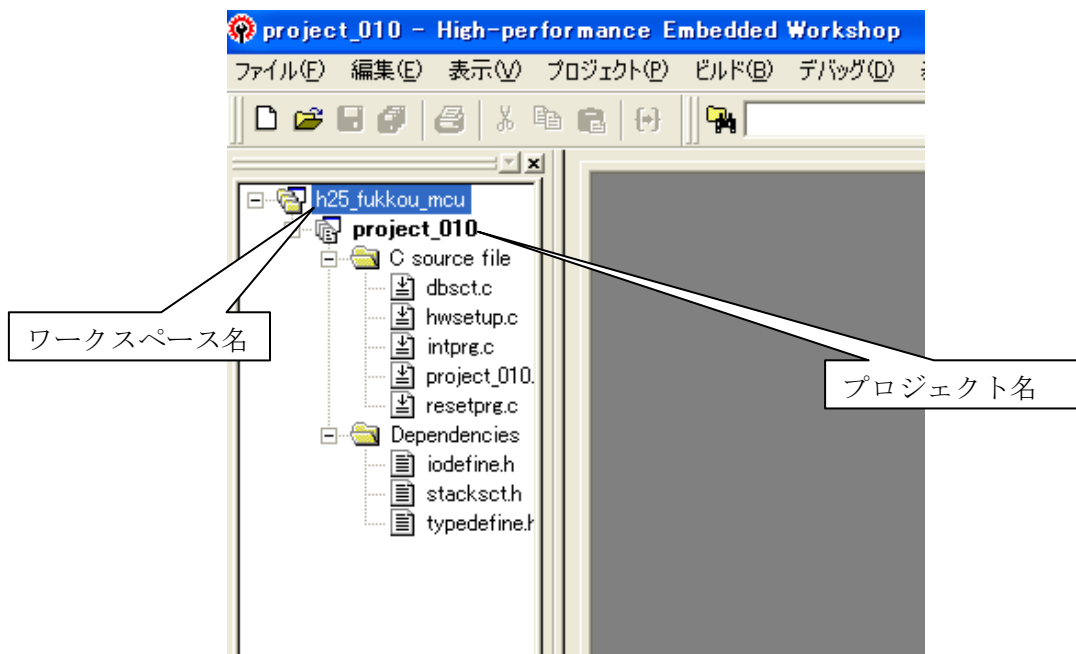 project_010 - High-performance Embedded Workshop
ファイル(F) 編集(E) 表示(V) プロジェクト(P) ビルド(B) デバッグ(D)
h25_fukkou_mcu
project_010
C source file
dbsct.c
hwsetup.c
intprg.c
project_010.
resetprg.c
Dependencies
iodefine.h
stacksct.h
typedefine.h
ワークスペース名
プロジェクト名